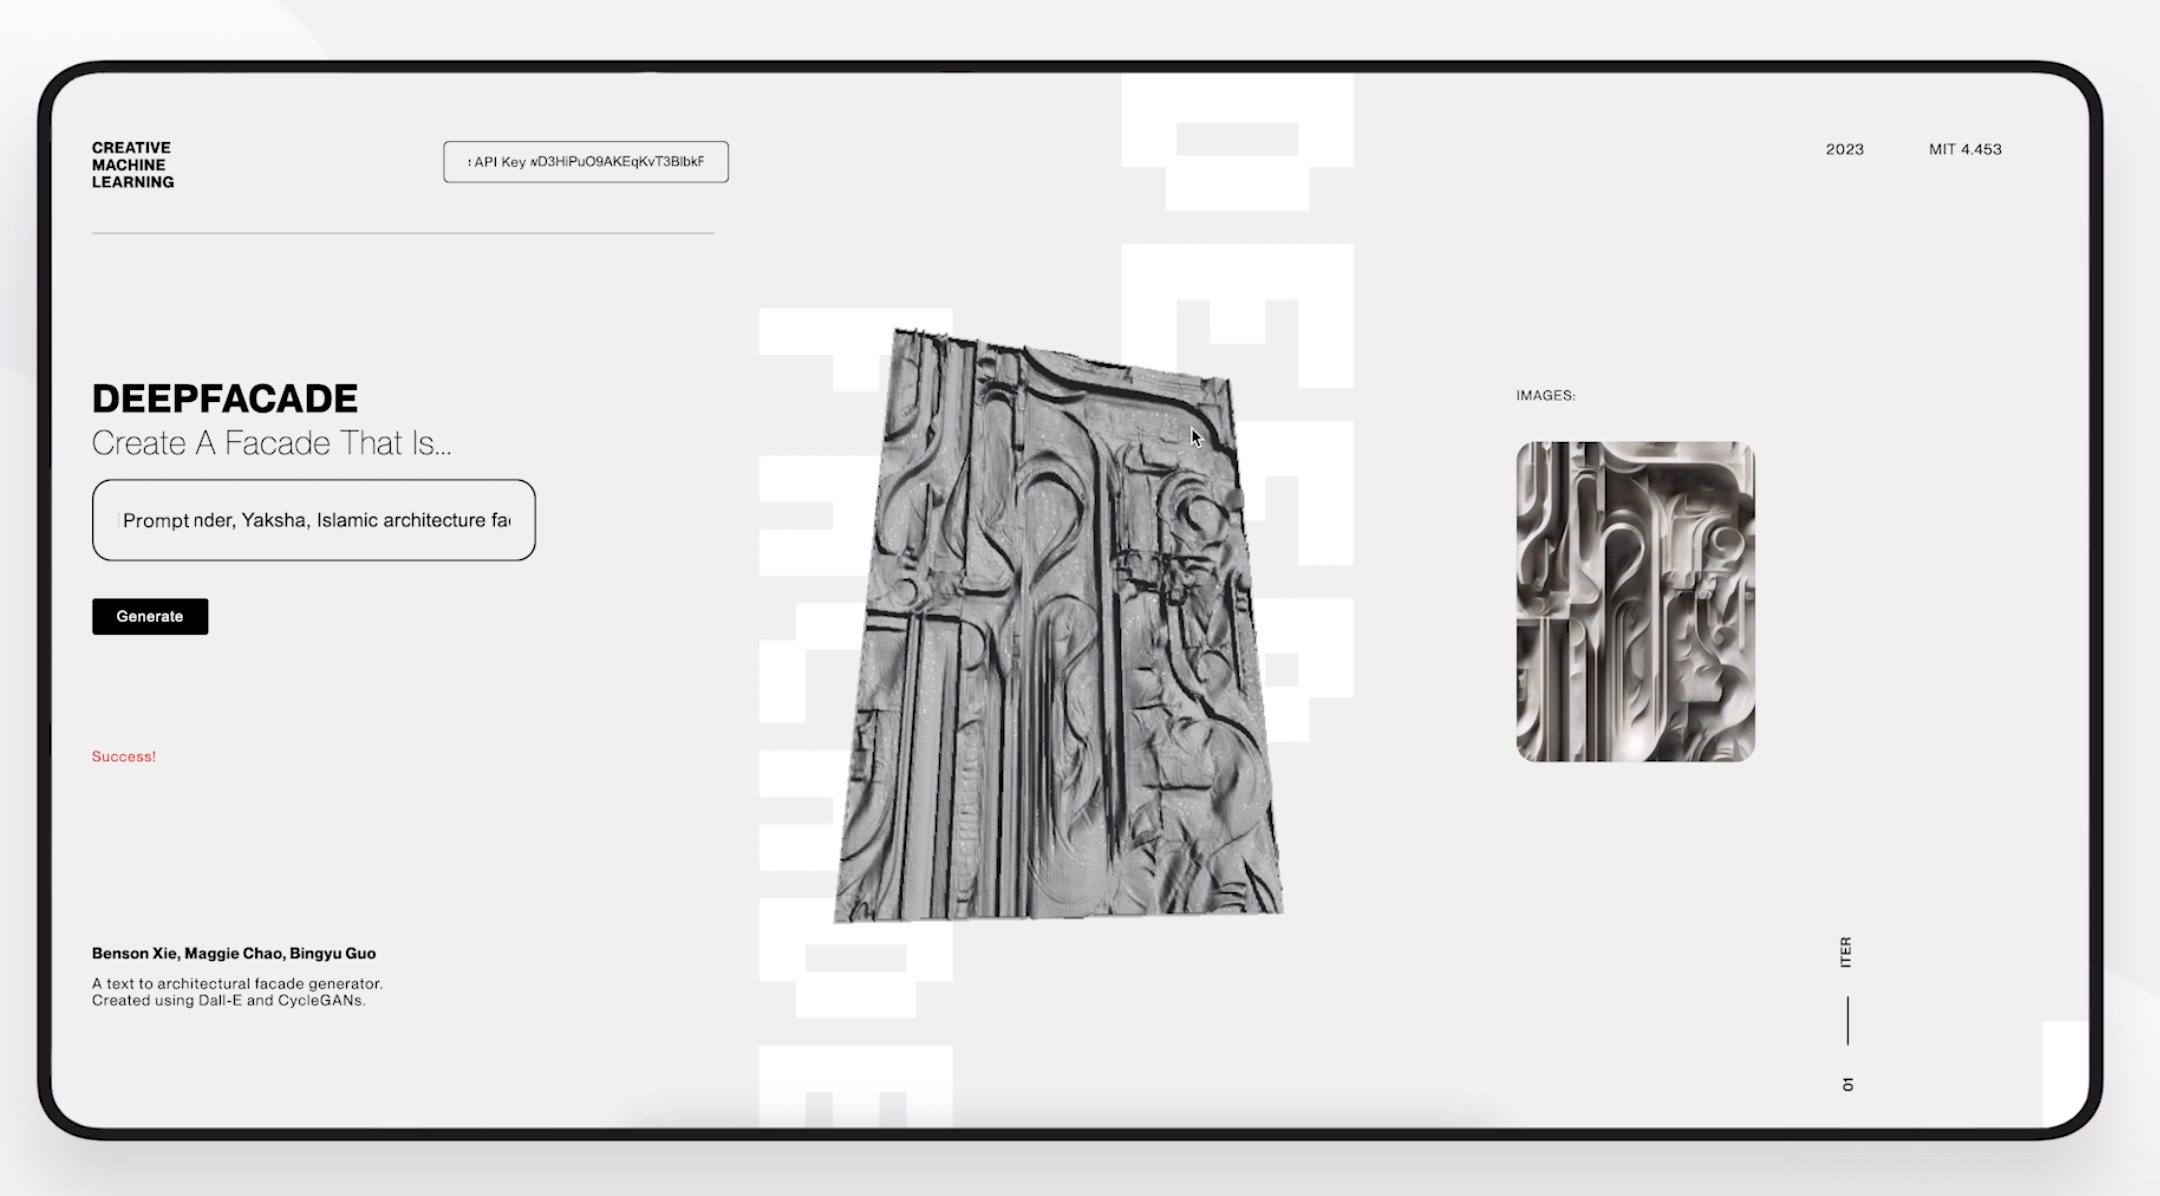 CREATIVE
MACHINE
LEARNING
: API Key
2023
MIT 4.453
DEEPFACADE
Create A Facade That Is...
Prompt nder, Yaksha, Islamic architecture fa
Generate
Success!
IMAGES:
Benson Xie, Maggie Chao, Bingyu Guo
A text to architectural facade generator.
Created using Dall-E and CycleGANs.
ITER
01
DEEP
FACADE